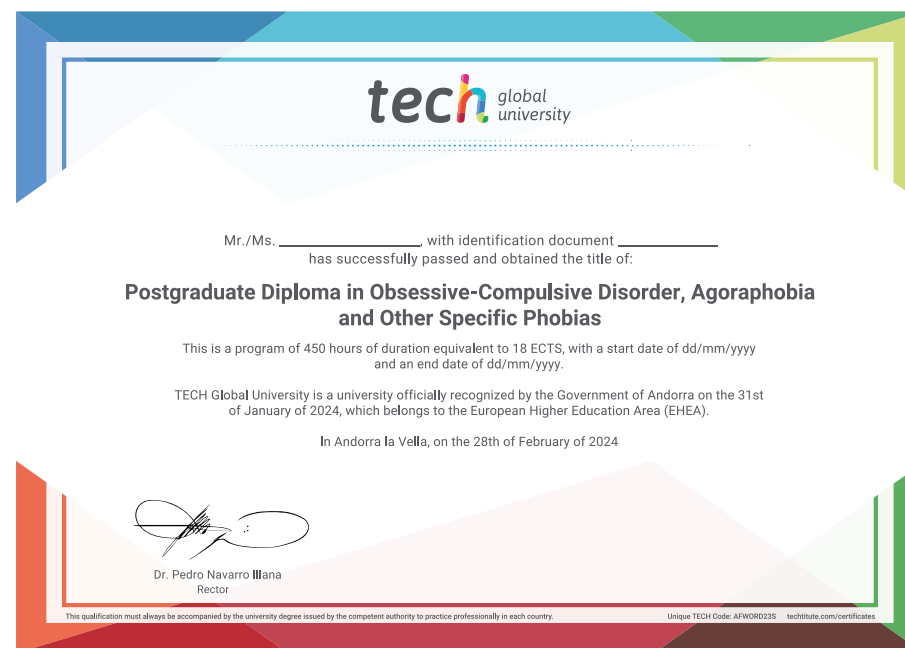 tech global university
Mr./Ms. ____________, with identification document ____________
has successfully passed and obtained the title of:
Postgraduate Diploma in Obsessive-Compulsive Disorder, Agoraphobia
and Other Specific Phobias
This is a program of 450 hours of duration equivalent to 18 ECTS, with a start date of dd/mm/yyyy
and an end date of dd/mm/yyyy.
TECH Global University is a university officially recognized by the Government of Andorra on the 31st
of January of 2024, which belongs to the European Higher Education Area (EHEA).
In Andorra la Vella, on the 28th of February of 2024
Dr. Pedro Navarro Illana
Rector
This qualification must always be accompanied by the university degree issued by the competent authority to practice professionally in each country.
Unique TECH Code: AFWORD23S techtitute.com/certificates